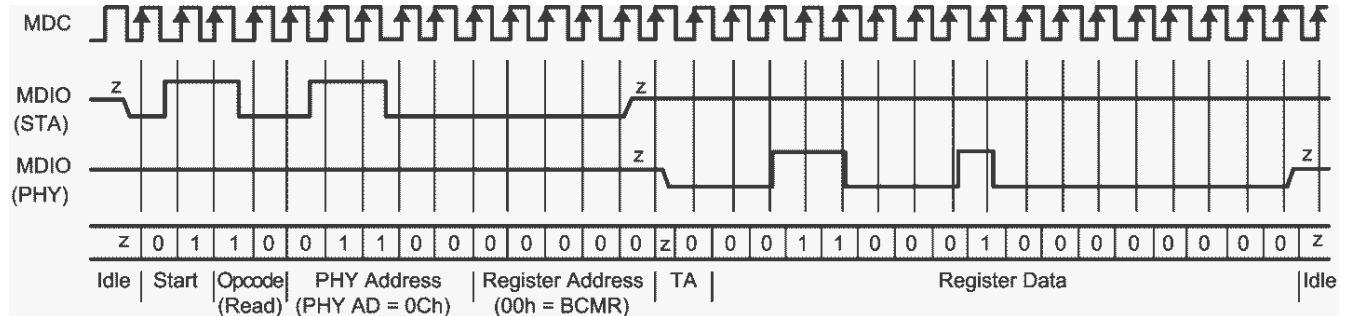 MDC
z z
MDIO
(STA)
MDIO z z
(PHY)
z 0 1 1 0 0 1 1 0 0 0 0 0 0 0 z 0 0 0 1 1 0 0 0 1 0 0 0 0 0 0 0 0 z
Idle Start Opcode PHY Address Register Address TA Register Data Idle
(Read) (PHY AD = 0Ch) (00h = BCMR)